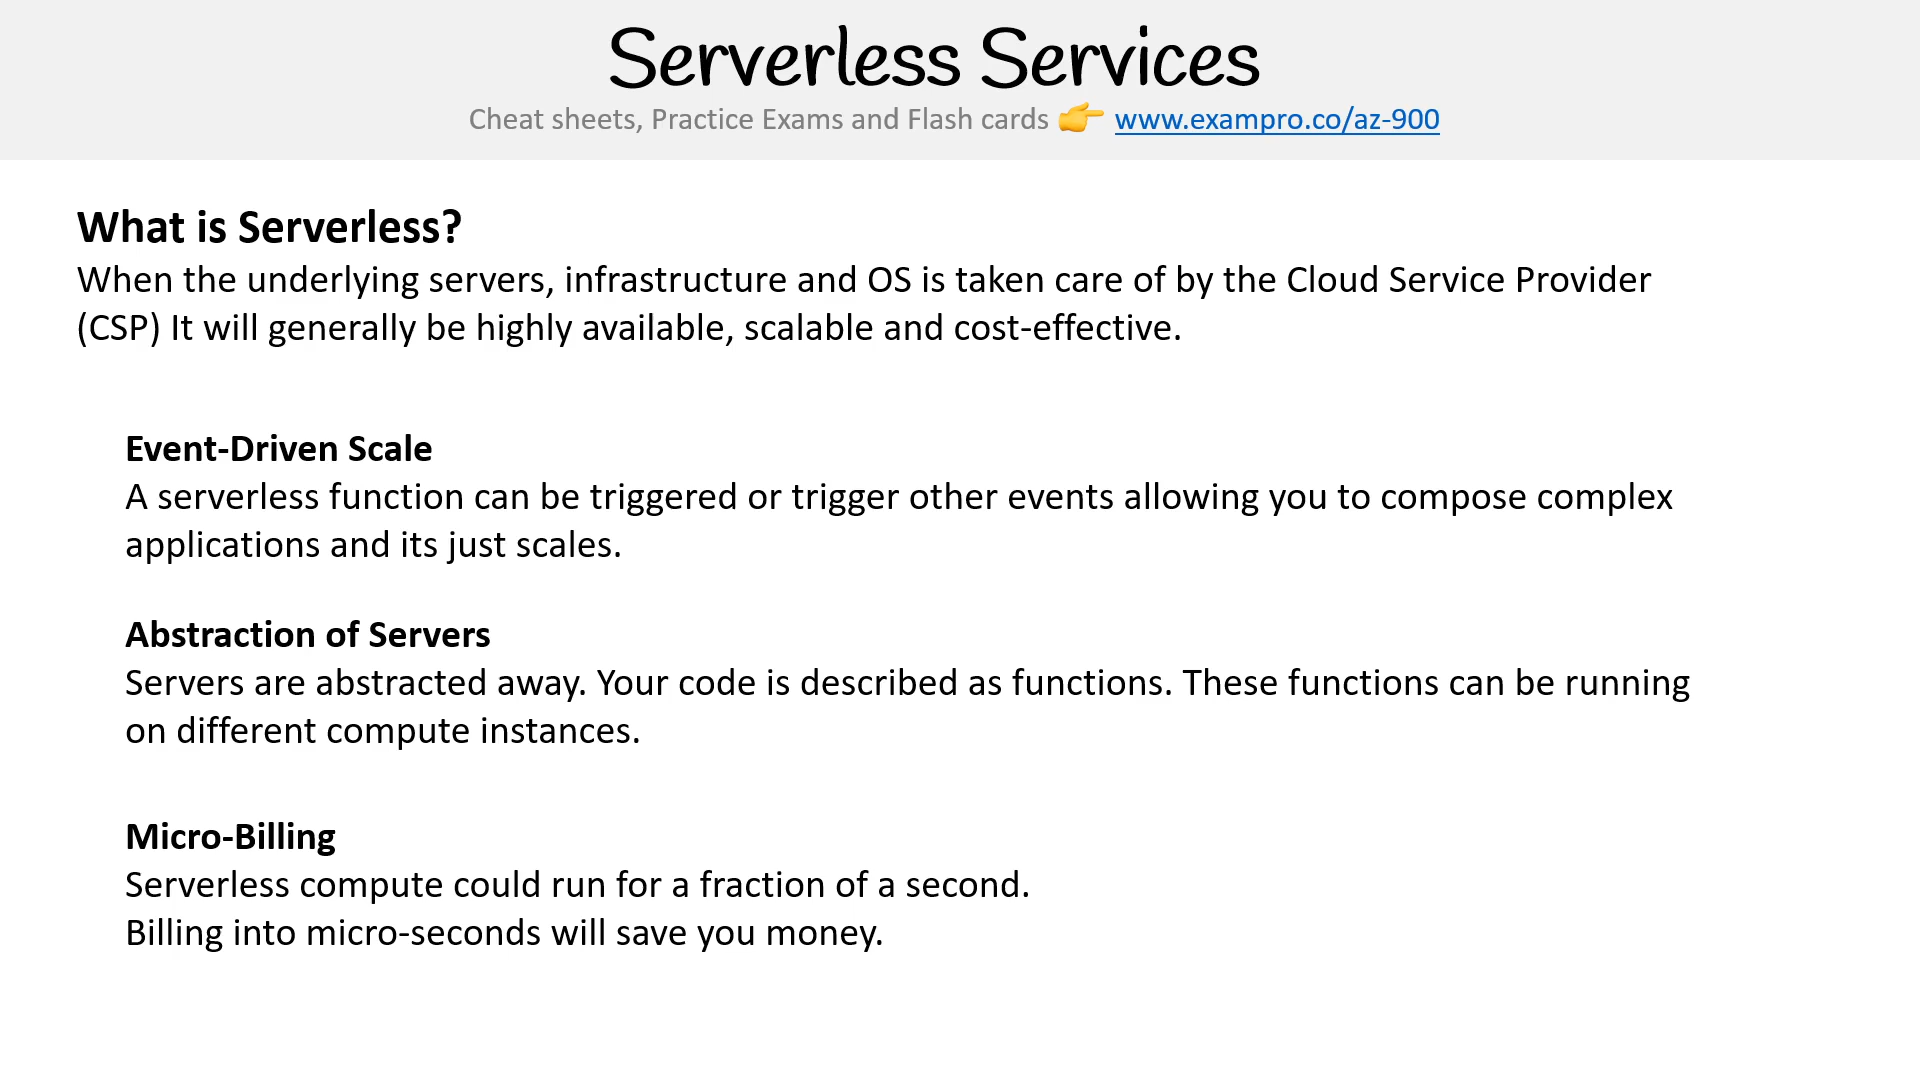 Serverless Services
Cheat sheets, Practice Exams and Flash cards 👉 www.exampro.co/az-900
What is Serverless?
When the underlying servers, infrastructure and OS is taken care of by the Cloud Service Provider
(CSP) It will generally be highly available, scalable and cost-effective.
Event-Driven Scale
A serverless function can be triggered or trigger other events allowing you to compose complex
applications and its just scales.
Abstraction of Servers
Servers are abstracted away. Your code is described as functions. These functions can be running
on different compute instances.
Micro-Billing
Serverless compute could run for a fraction of a second.
Billing into micro-seconds will save you money.